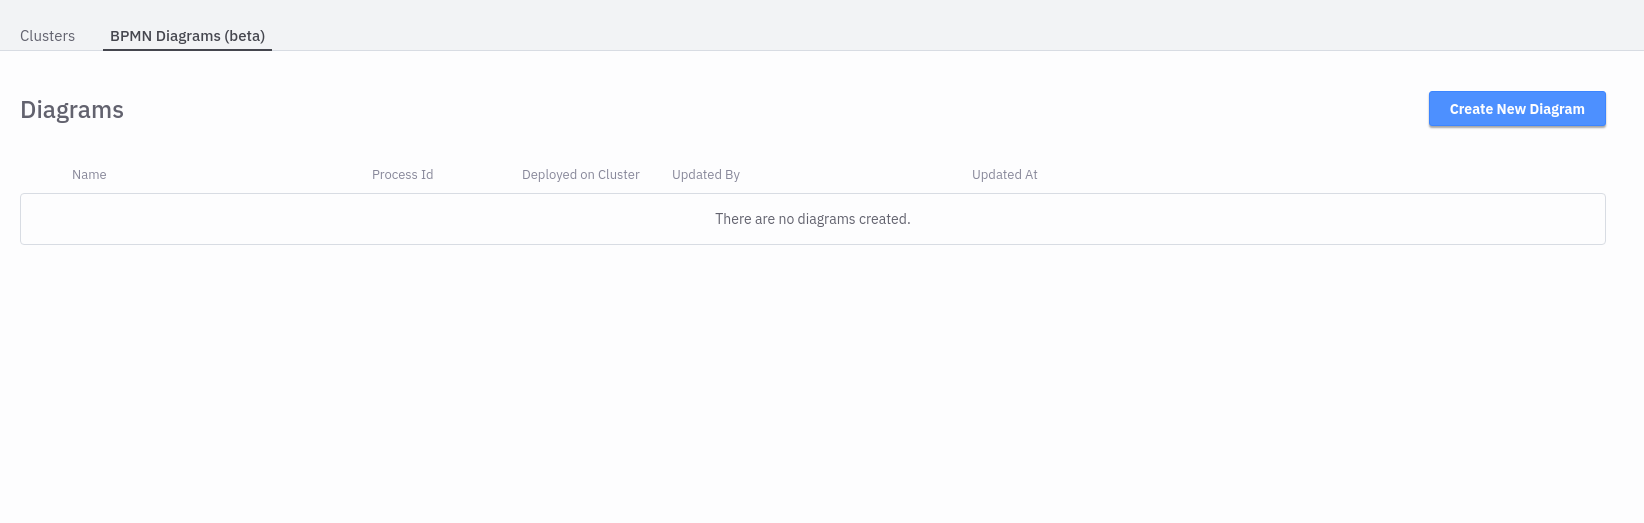 Clusters
BPMN Diagrams (beta)
Diagrams
Create New Diagram
Name
Process Id
Deployed on Cluster
Updated By
Updated At
There are no diagrams created.